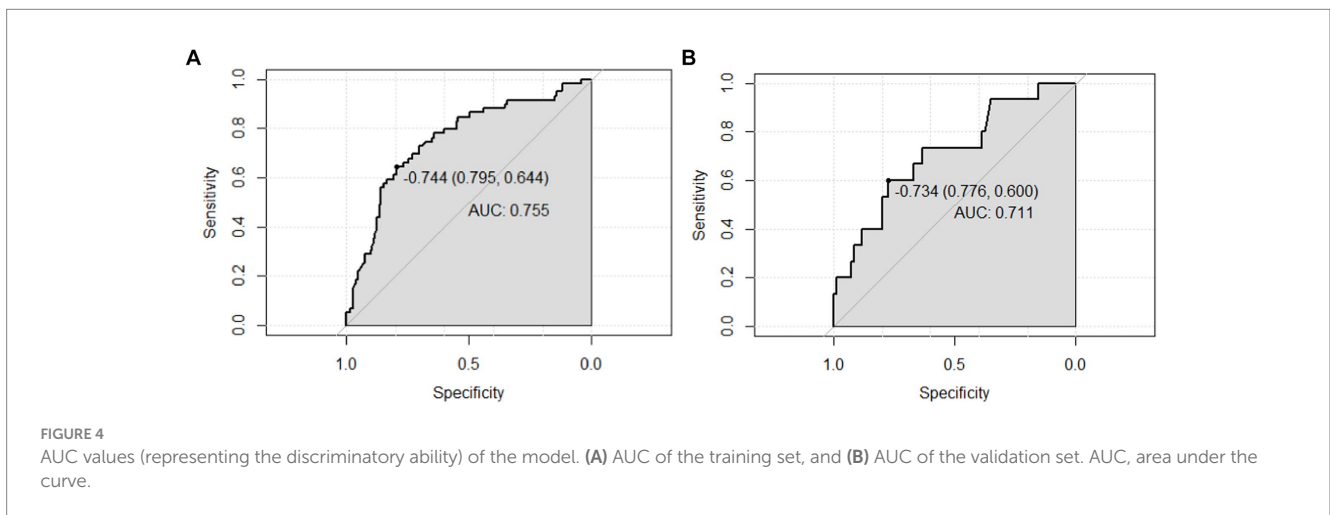 A
B
1.0
0.8
0.6
0.4
0.2
0.0
Sensitivity
-0.744 (0.795, 0.644)
AUC: 0.755
1.0
0.5
0.0
Specificity
1.0
0.8
0.6
0.4
0.2
0.0
Sensitivity
-0.734 (0.776, 0.600)
AUC: 0.711
1.0
0.5
0.0
Specificity
FIGURE 4
AUC values (representing the discriminatory ability) of the model. (A) AUC of the training set, and (B) AUC of the validation set. AUC, area under the
curve.